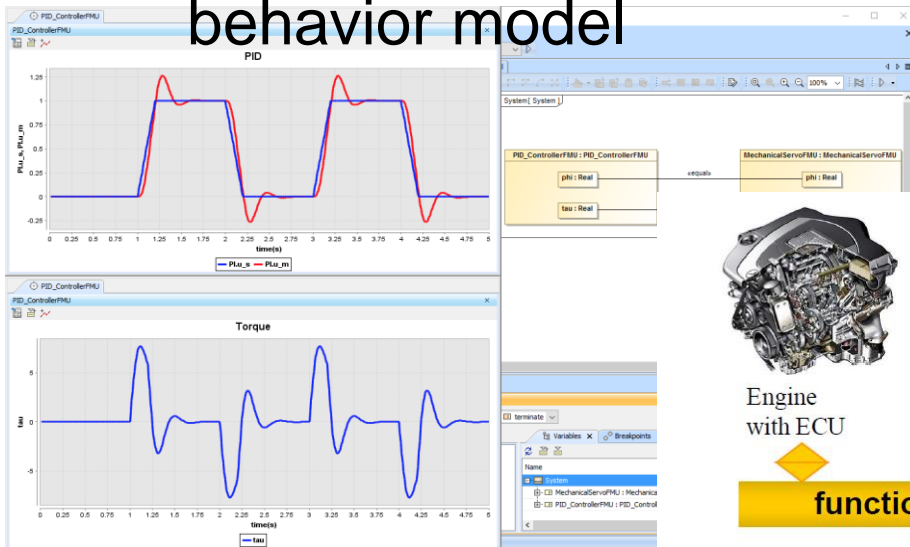 behavior model
PID_ControllerFMU
PID_ControllerFMU
PID
PI.u_s, PI.u_m
1.25
1
0.75
0.5
0.25
0
-0.25
0 0.25 0.5 0.75 1 1.25 1.5 1.75 2 2.25 2.5 2.75 3 3.25 3.5 3.75 4 4.25 4.5 4.75 5
time(s)
PI.u_s PI.u_m
PID_ControllerFMU
PID_ControllerFMU
Torque
tau
5
0
-5
0 0.25 0.5 0.75 1 1.25 1.5 1.75 2 2.25 2.5 2.75 3 3.25 3.5 3.75 4 4.25 4.5 4.75 5
time(s)
tau
100%
System[ System ]
PID_ControllerFMU : PID_ControllerFMU
phi : Real
tau : Real
«equal»
MechanicalServoFMU : MechanicalServoFMU
phi : Real
terminate
Variables
Breakpoints
Name
System
MechanicalServoFMU : Mechanica
PID_ControllerFMU : PID_Control
Engine
with ECU
functio